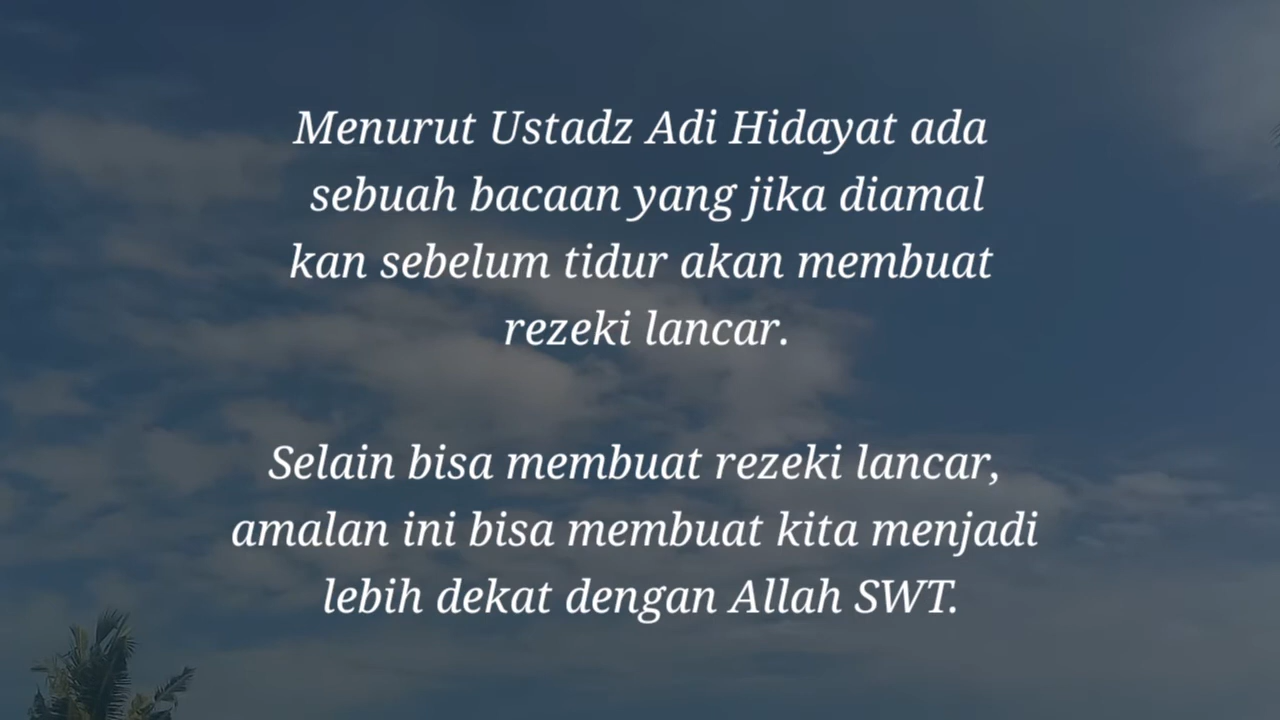 Menurut Ustadz Adi Hidayat ada
sebuah bacaan yang jika diamal
kan sebelum tidur akan membuat
rezeki lancar.
Selain bisa membuat rezeki lancar,
amalan ini bisa membuat kita menjadi
lebih dekat dengan Allah SWT.